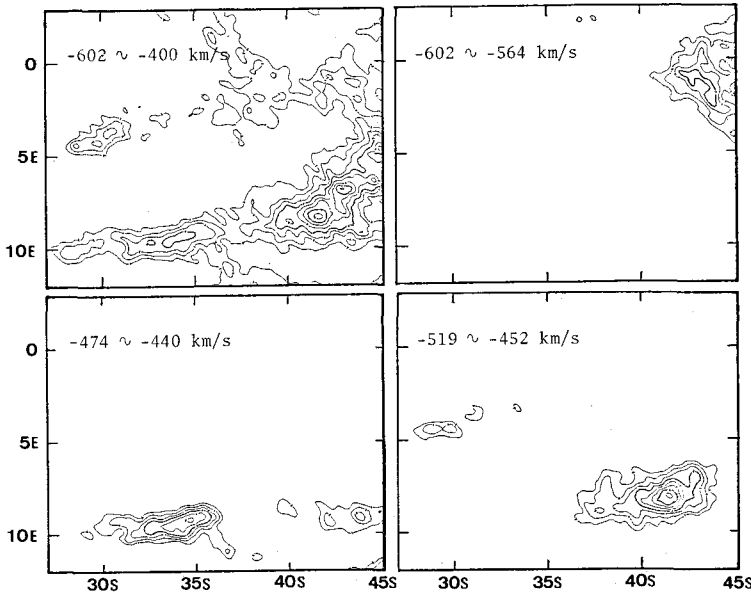 -602 ~ -400 km/s
-602 ~ -564 km/s
0
5E
10E
-474 ~ -440 km/s
-519 ~ -452 km/s
0
5E
10E
30S 35S 40S 45S 30S 35S 40S 45S